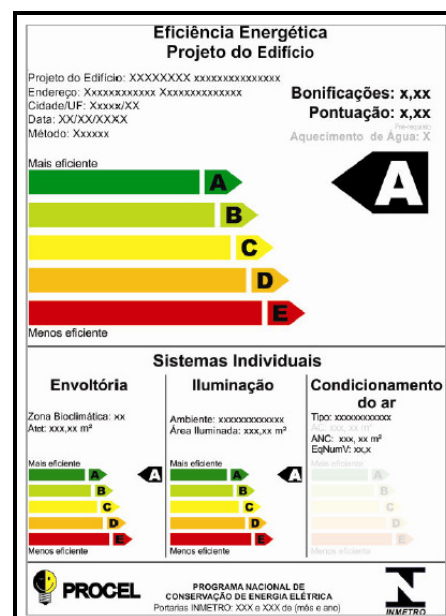 Eficiência Energética
Projeto do Edifício
Projeto do Edifício: XXXXXXXX xxxxxxxxxxxxxxxx
Endereço: Xxxxxxxxxxxx Xxxxxxxxxxxxxx
Cidade/UF: Xxxxx/XX
Data: XX/XX/XXXX
Método: Xxxxxx
Bonificações: x,xx
Pontuação: x,xx
Pré-requisito
Aquecimento de Água: X
Mais eficiente
A
B
C
D
E
A
Menos eficiente
Sistemas Individuais
Envoltória
Zona Bioclimática: xx
Atot: xxx,xx m²
Mais eficiente
A
B
C
D
E
A
Menos eficiente
Iluminação
Ambiente: xxxxxxxxxxxxx
Área Iluminada: xxx,xx m²
Mais eficiente
A
B
C
D
E
A
Menos eficiente
Condicionamento
do ar
Tipo: xxxxxxxxxxx
AC: xxx, xx m²
ANC: xxx, xx m²
EqNumV: xx,x
Mais eficiente
Menos eficiente
PROCEL
PROGRAMA NACIONAL DE
CONSERVAÇÃO DE ENERGIA ELÉTRICA
Portarias INMETRO: XXX e XXX de (mês e ano)
INMETRO